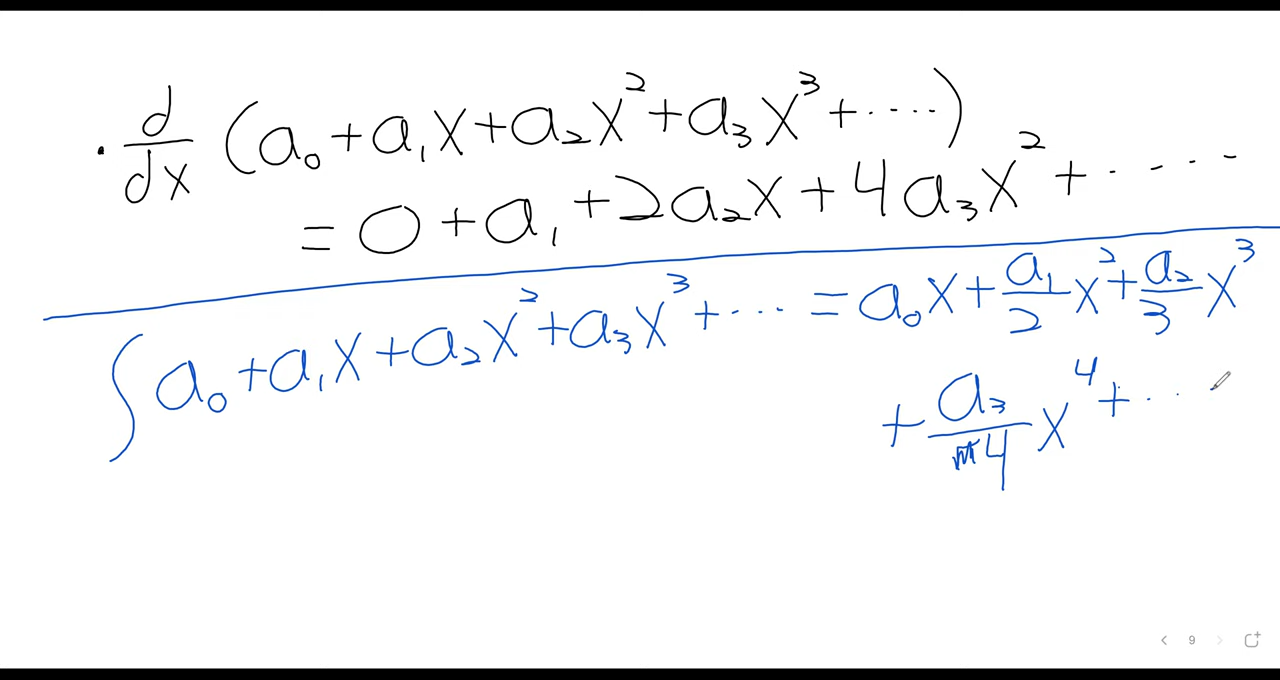 · d/dx (a₀ + a₁x + a₂x² + a₃x³ + ....)
= 0 + a₁ + 2a₂x + 4a₃x² + ....
∫ a₀ + a₁x + a₂x² + a₃x³ + ... = a₀x + a₁/2 x² + a₂/3 x³
+ a₃/4 x⁴ + ...
9